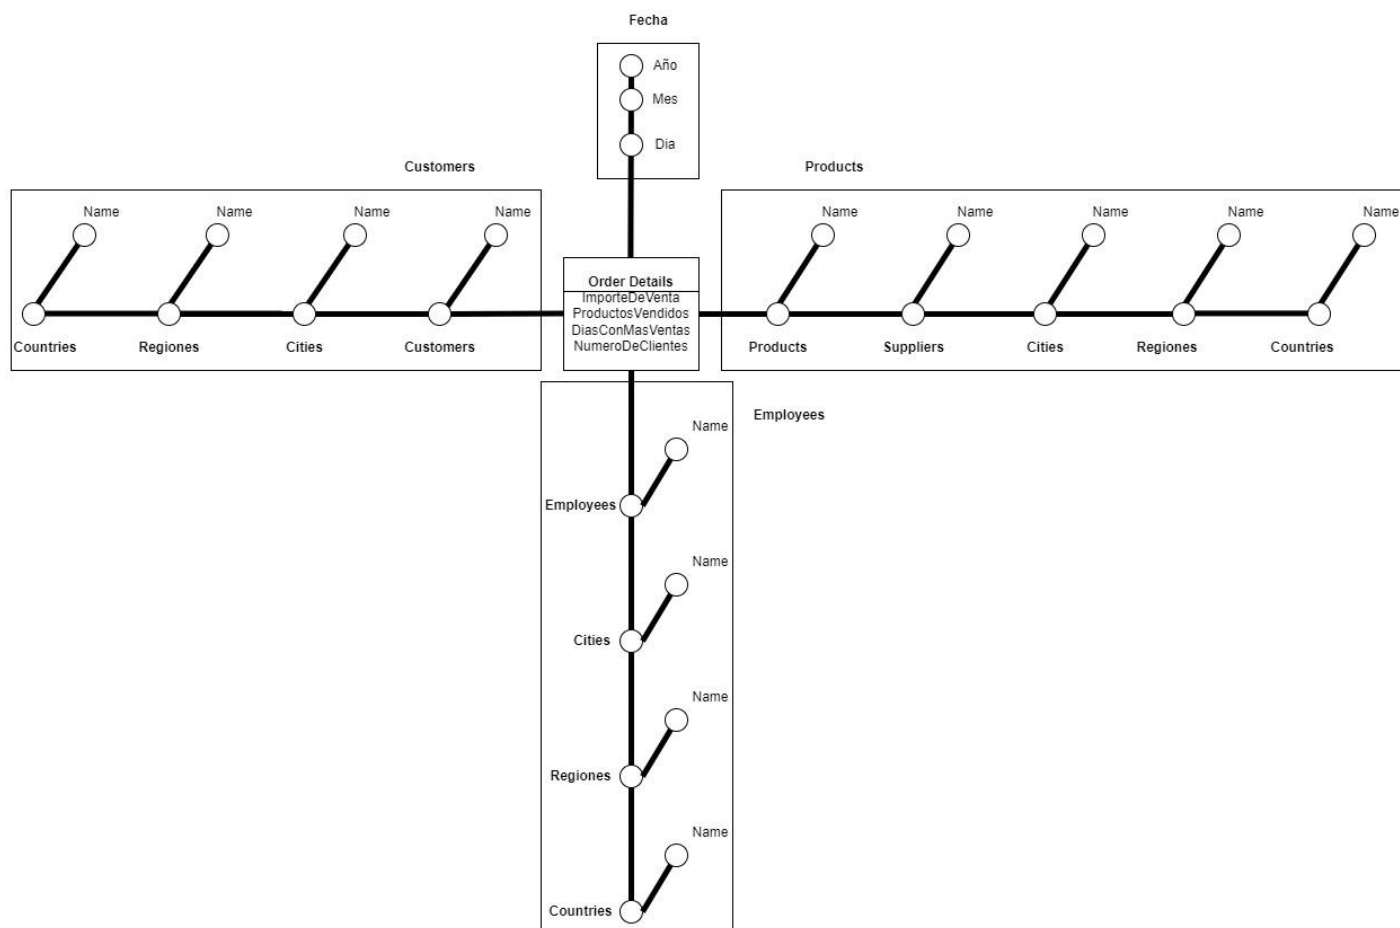 Fecha
Año
Mes
Dia
Customers
Products
Name
Name
Name
Name
Name
Name
Name
Name
Name
Order Details
ImporteDeVenta
ProductosVendidos
DiasConMasVentas
NumeroDeClientes
Countries
Regiones
Cities
Customers
Products
Suppliers
Cities
Regiones
Countries
Employees
Name
Employees
Name
Cities
Name
Regiones
Name
Countries